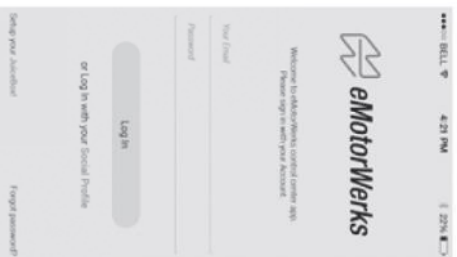 BELL 4:21 PM 22%
eMotorWerks
Welcome to eMotorWerks control center app.
Please sign in with your Account.
Your Email
Password
Log In
or Log In with your Social Profile
Setup your JuiceBox! Forgot password?